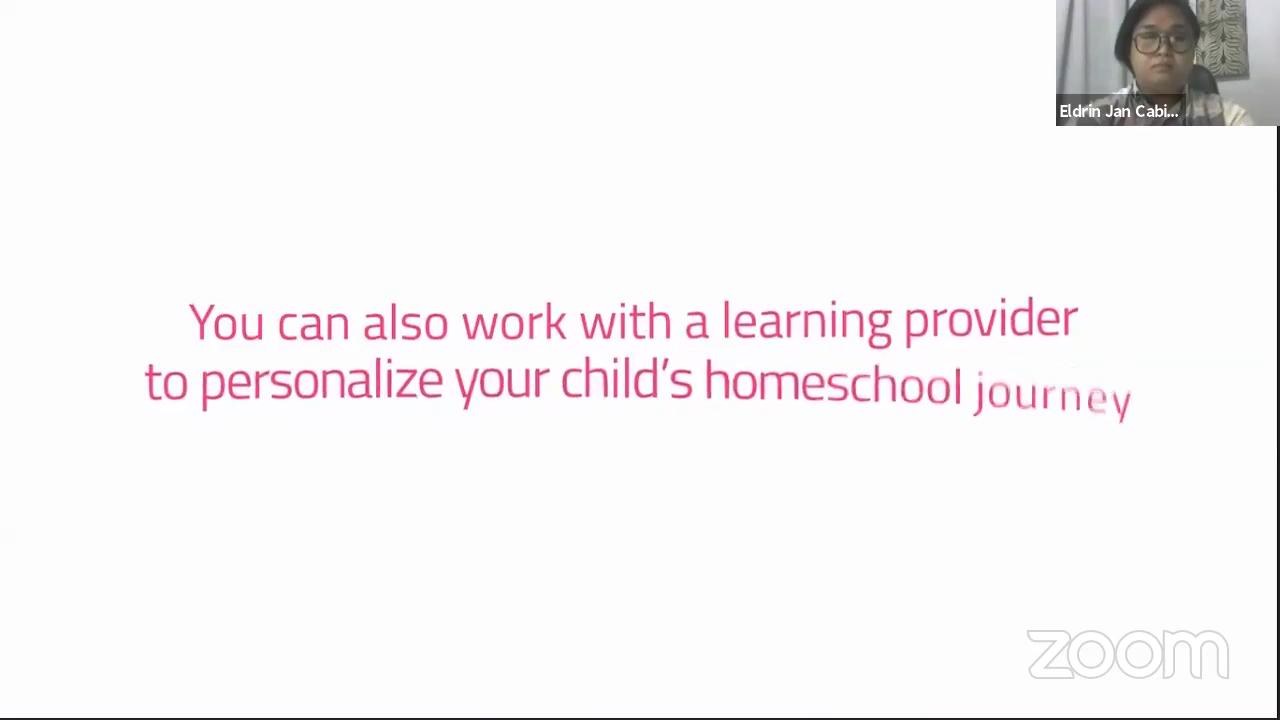 Eldrin Jan Cabi...
You can also work with a learning provider
to personalize your child's homeschool journey
zoom